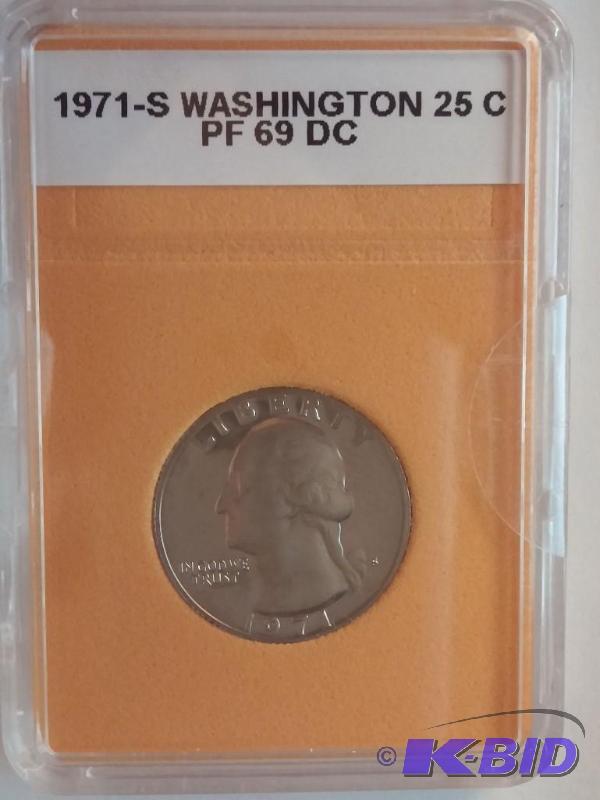 1971-S WASHINGTON 25 C
PF 69 DC
LIBERTY
IN GOD WE
TRUST
S
1971
© K-BID